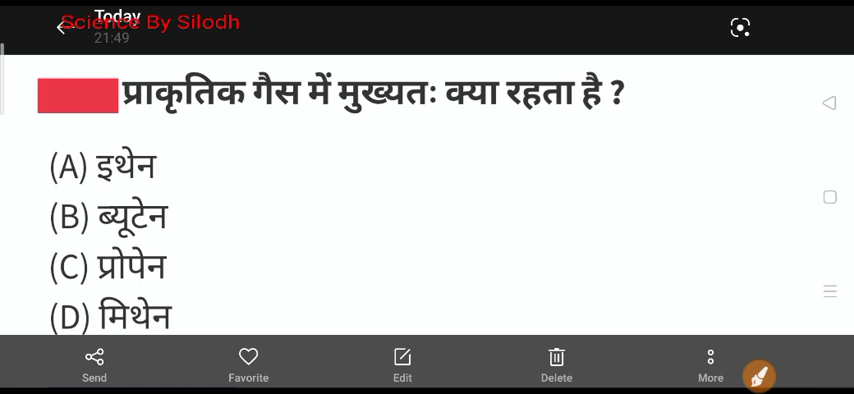 Today
Science By Silodh
21:49
प्राकृतिक गैस में मुख्यतः क्या रहता है ?
(A) इथेन
(B) ब्यूटेन
(C) प्रोपेन
(D) मिथेन
Send Favorite Edit Delete More